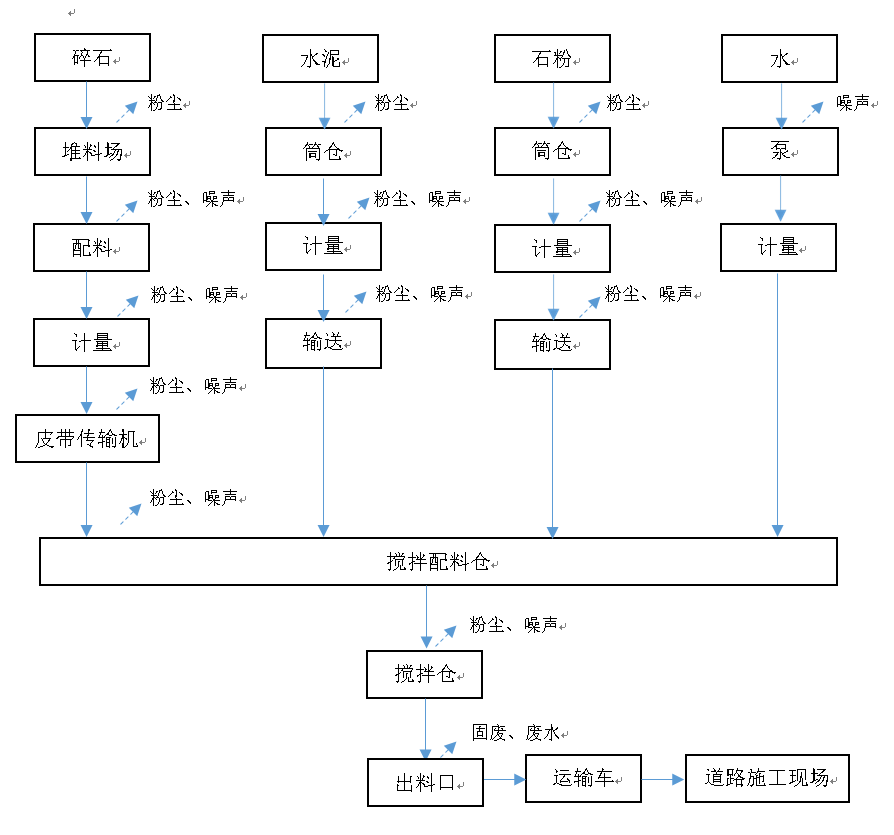 碎石
水泥
石粉
水
粉尘
粉尘
粉尘
噪声
堆料场
筒仓
筒仓
泵
粉尘、噪声
粉尘、噪声
粉尘、噪声
配料
计量
计量
计量
粉尘、噪声
粉尘、噪声
粉尘、噪声
计量
输送
输送
粉尘、噪声
皮带传输机
粉尘、噪声
搅拌配料仓
粉尘、噪声
搅拌仓
固废、废水
出料口
运输车
道路施工现场